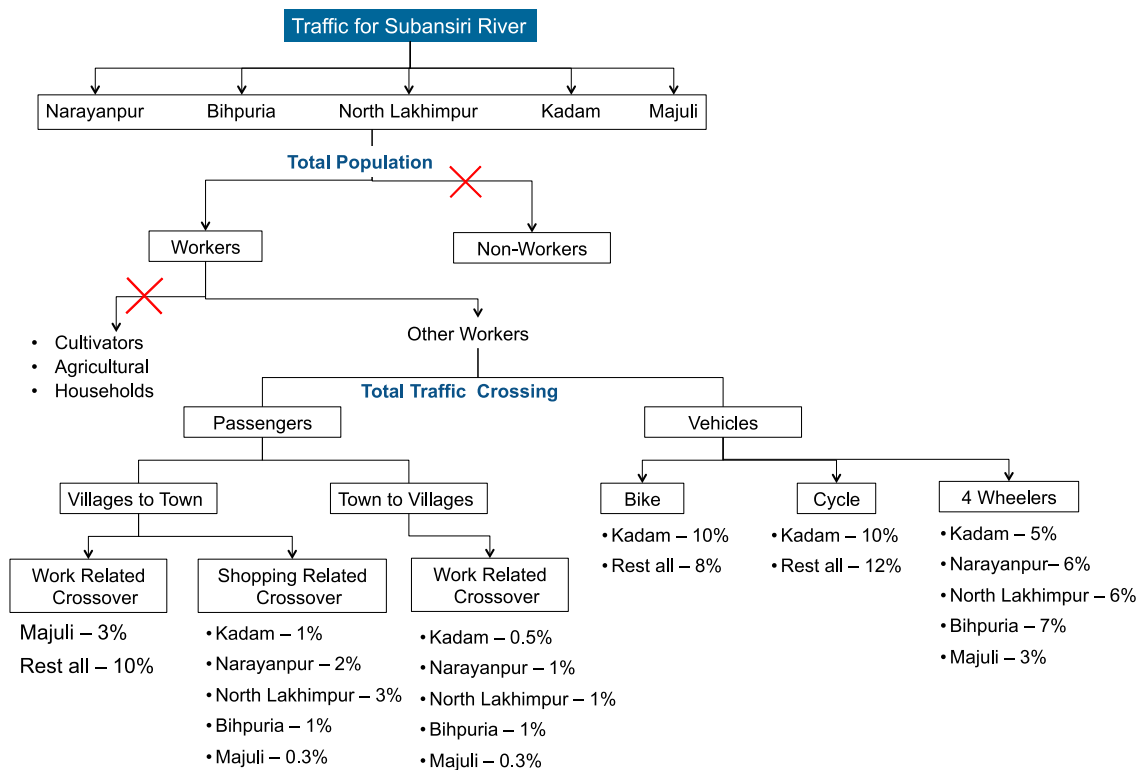 Traffic for Subansiri River
Narayanpur
Bihpuria
North Lakhimpur
Kadam
Majuli
Total Population
Workers
Non-Workers
• Cultivators
• Agricultural
• Households
Other Workers
Total Traffic Crossing
Passengers
Vehicles
Villages to Town
Town to Villages
Bike
Cycle
4 Wheelers
Work Related
Crossover
Majuli – 3%
Rest all – 10%
Shopping Related
Crossover
• Kadam – 1%
• Narayanpur – 2%
• North Lakhimpur – 3%
• Bihpuria – 1%
• Majuli – 0.3%
Work Related
Crossover
• Kadam – 0.5%
• Narayanpur – 1%
• North Lakhimpur – 1%
• Bihpuria – 1%
• Majuli – 0.3%
• Kadam – 10%
• Rest all – 8%
• Kadam – 10%
• Rest all – 12%
• Kadam – 5%
• Narayanpur– 6%
• North Lakhimpur - 6%
• Bihpuria – 7%
• Majuli – 3%